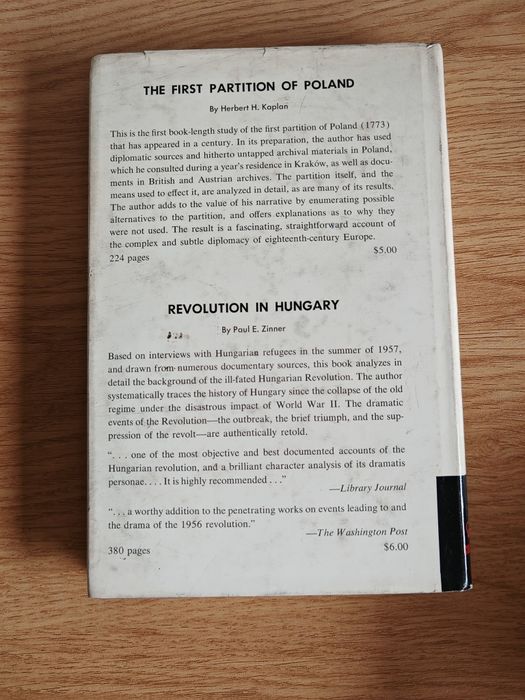 THE FIRST PARTITION OF POLAND
By Herbert H. Kaplan
This is the first book-length study of the first partition of Poland (1773)
that has appeared in a century. In its preparation, the author has used
diplomatic sources and hitherto untapped archival materials in Poland,
which he consulted during a year's residence in Kraków, as well as docu-
ments in British and Austrian archives. The partition itself, and the
means used to effect it, are analyzed in detail, as are many of its results.
The author adds to the value of his narrative by enumerating possible
alternatives to the partition, and offers explanations as to why they
were not used. The result is a fascinating, straightforward account of
the complex and subtle diplomacy of eighteenth-century Europe.
224 pages $5.00
REVOLUTION IN HUNGARY
By Paul E. Zinner
Based on interviews with Hungarian refugees in the summer of 1957,
and drawn from numerous documentary sources, this book analyzes in
detail the background of the ill-fated Hungarian Revolution. The author
systematically traces the history of Hungary since the collapse of the old
regime under the disastrous impact of World War II. The dramatic
events of the Revolution—the outbreak, the brief triumph, and the sup-
pression of the revolt—are authentically retold.
". . . one of the most objective and best documented accounts of the
Hungarian revolution, and a brilliant character analysis of its dramatis
personae. . . . It is highly recommended . . ."
—Library Journal
". . . a worthy addition to the penetrating works on events leading to and
the drama of the 1956 revolution."
—The Washington Post
380 pages $6.00